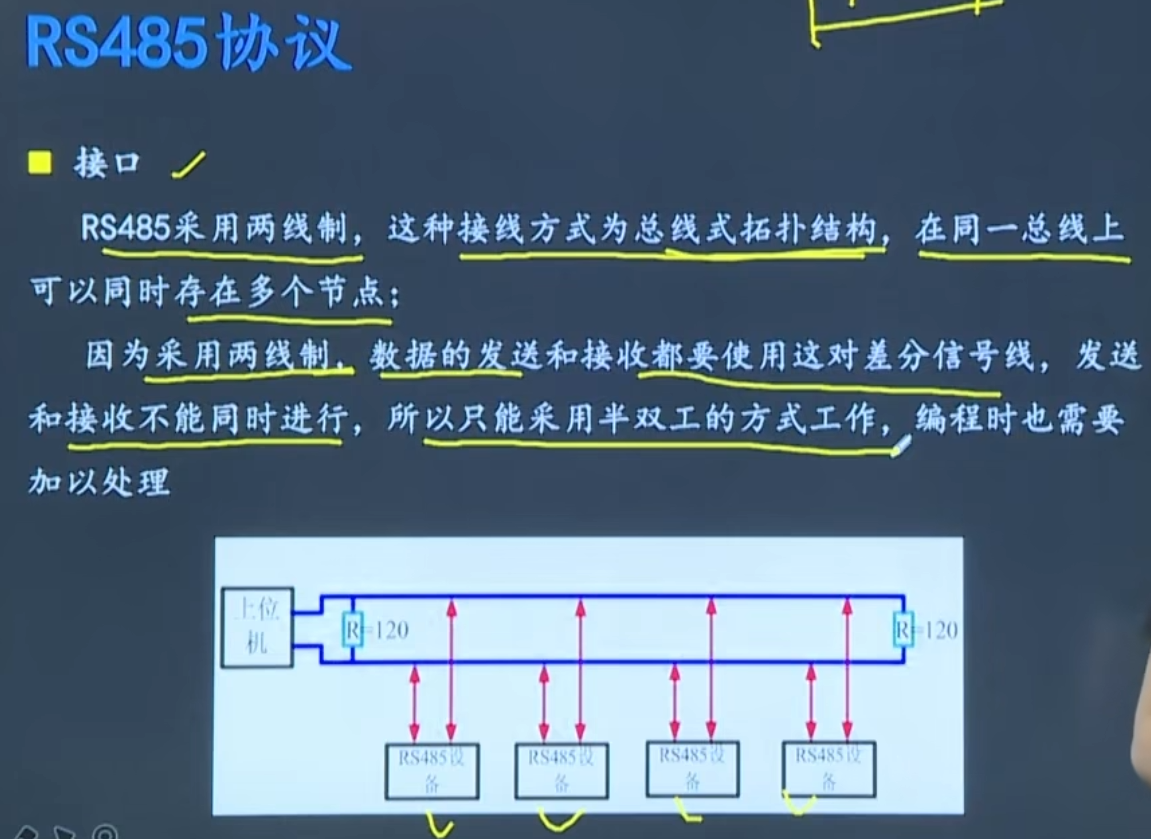 RS485协议
接口
RS485采用两线制，这种接线方式为总线式拓扑结构，在同一总线上
可以同时存在多个节点；
因为采用两线制，数据的发送和接收都要使用这对差分信号线，发送
和接收不能同时进行，所以只能采用半双工的方式工作，编程时也需要
加以处理
上位
机
R=120
R=120
RS485设
备
RS485设
备
RS485设
备
RS485设
备